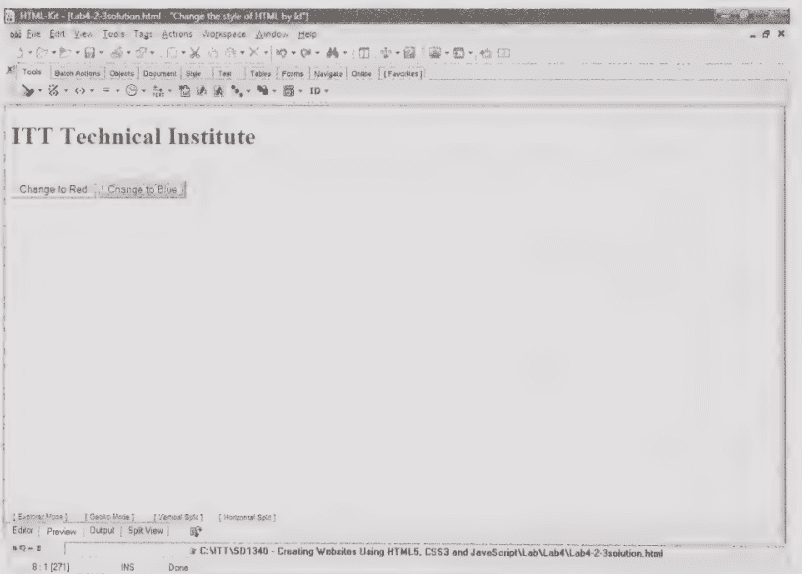 HTML-Kit - [Lab4-2-3solution.html "Change the style of HTML by Id"]
File Edit View Tools Tags Actions Workspace Window Help
Tools Batch Actions Objects Document Style Text Tables Forms Navigate Online [Favorites]
TEXT ID
ITT Technical Institute
Change to Red Change to Blue
[ Explorer Mode ] [ Gecko Mode ] [ Vertical Split ] [ Horizontal Split ]
Editor Preview Output Split View
C:\ITT\SD1340 - Creating Websites Using HTML5, CSS3 and JavaScript\Lab\Lab4\Lab4-2-3solution.html
8 : 1 [271] INS Done